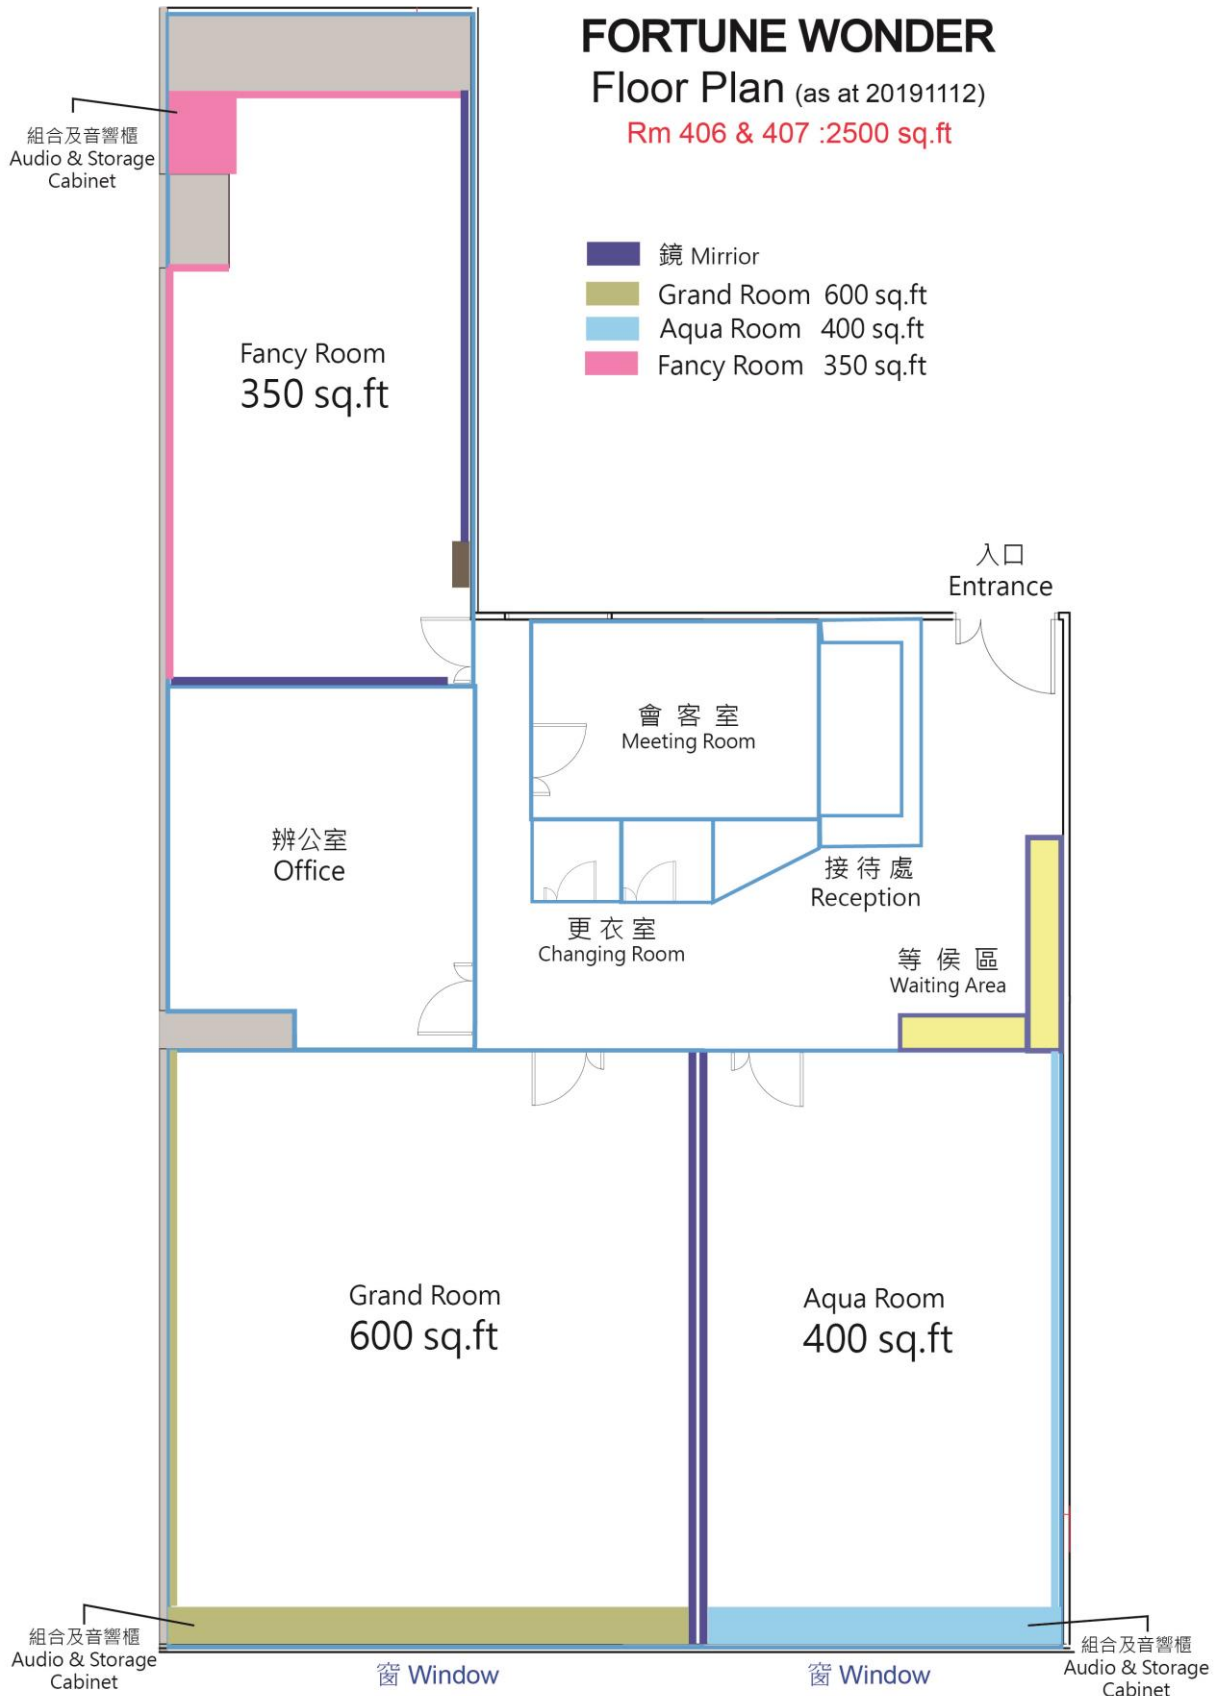 FORTUNE WONDER
Floor Plan (as at 20191112)
Rm 406 & 407 :2500 sq.ft
組合及音響櫃
Audio & Storage
Cabinet
鏡 Mirrior
Grand Room 600 sq.ft
Aqua Room 400 sq.ft
Fancy Room 350 sq.ft
Fancy Room
350 sq.ft
入口
Entrance
會客室
Meeting Room
辦公室
Office
接待處
Reception
更衣室
Changing Room
等侯區
Waiting Area
Grand Room
600 sq.ft
Aqua Room
400 sq.ft
組合及音響櫃
Audio & Storage
Cabinet
窗 Window
窗 Window
組合及音響櫃
Audio & Storage
Cabinet